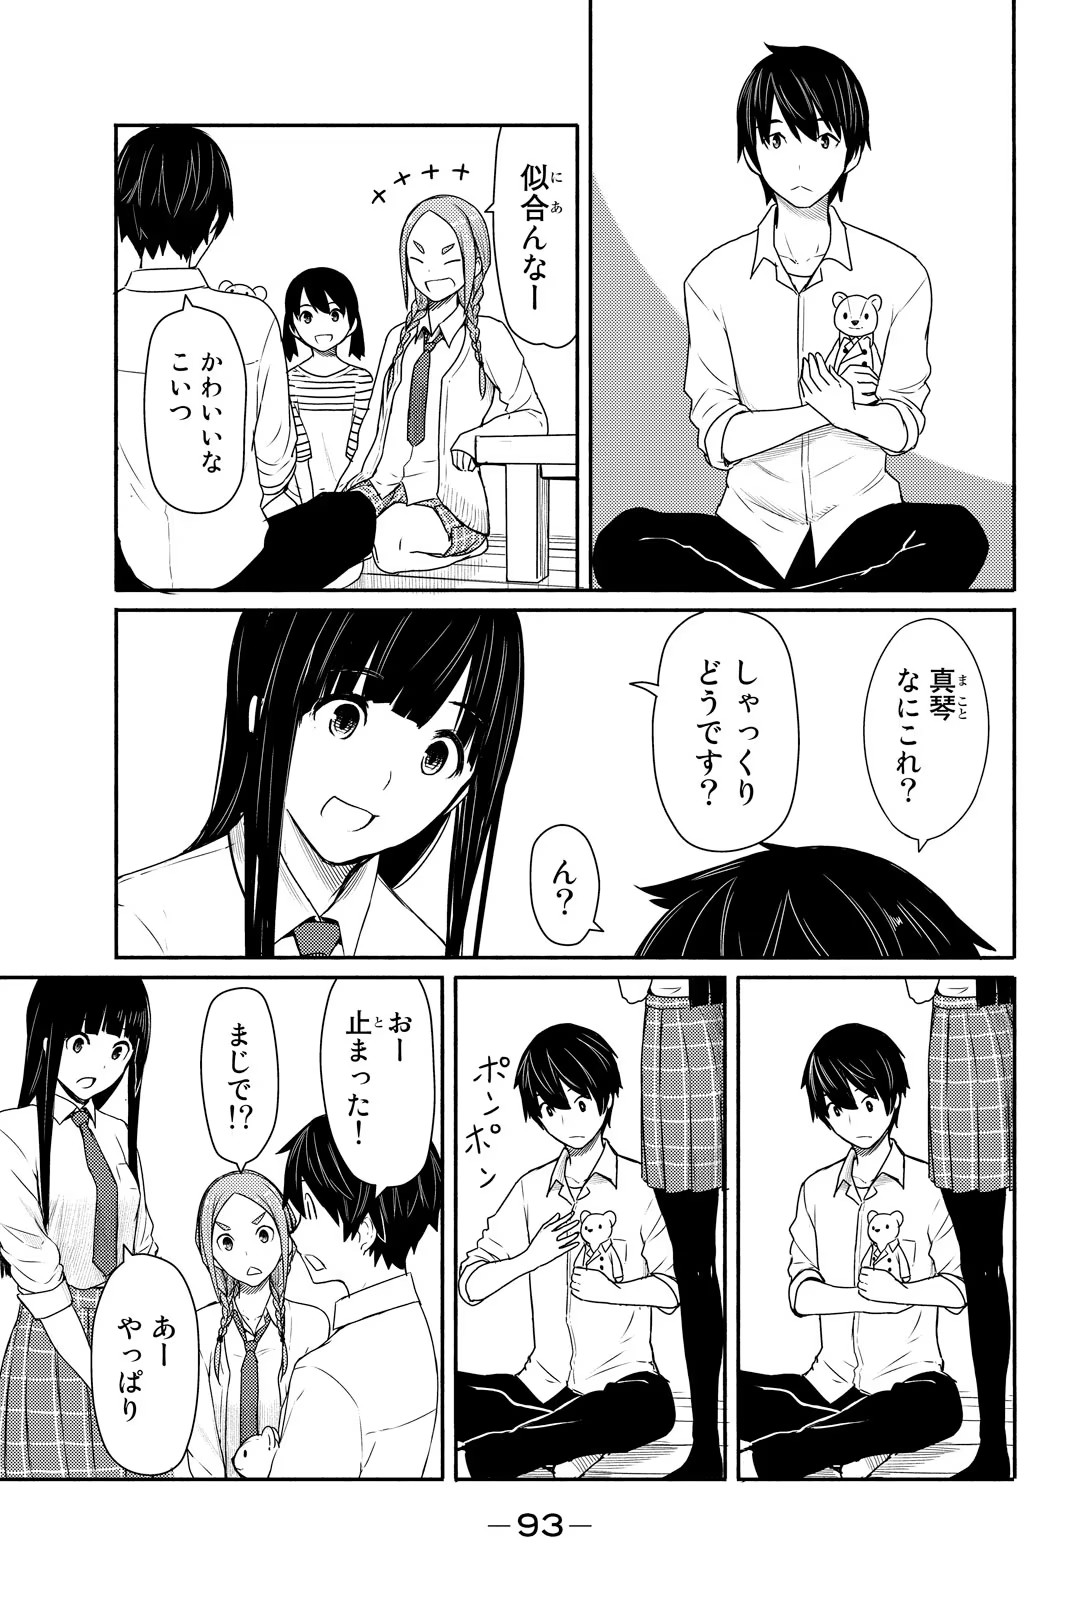 似合んなー
かわいいな
こいつ
真琴
なにこれ?
しゃっくり
どうです?
ん?
ポンポン
おー
止まった!
まじで!?
あー
やっぱり
—93—